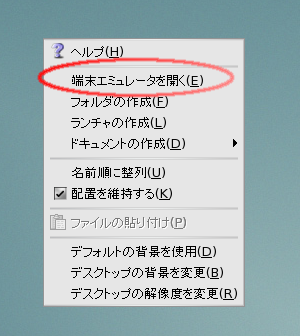 ヘルプ(H)
端末エミュレータを開く(E)
フォルダの作成(F)
ランチャの作成(L)
ドキュメントの作成(D)
名前順に整列(U)
配置を維持する(K)
ファイルの貼り付け(P)
デフォルトの背景を使用(D)
デスクトップの背景を変更(B)
デスクトップの解像度を変更(R)